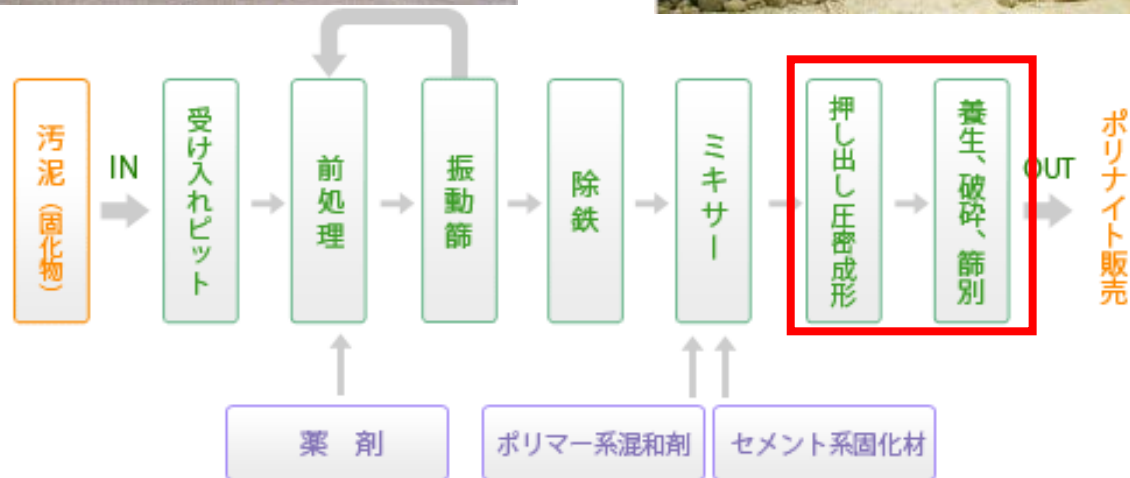 汚泥（固化物）
IN
受け入れピット
前処理
振動篩
除鉄
ミキサー
押し出し圧密成形
養生、破砕、篩別
OUT
ポリナイト販売
薬 剤
ポリマー系混和剤
セメント系固化材